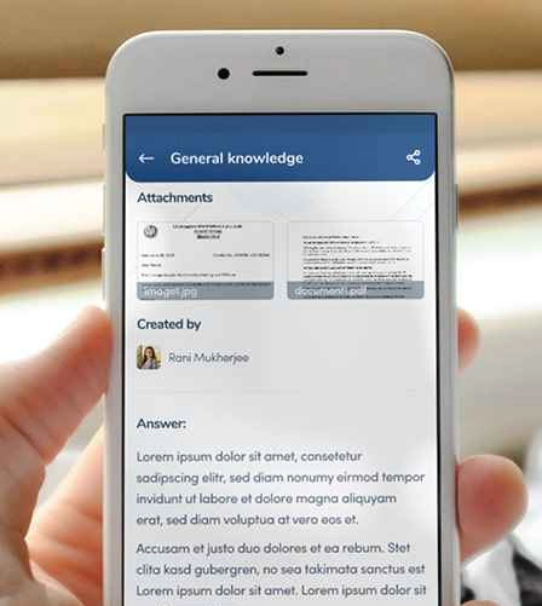 General knowledge
Attachments
image1.jpg
document1.pdf
Created by
Rani Mukherjee
Answer:
Lorem ipsum dolor sit amet, consetetur
sadipscing elitr, sed diam nonumy eirmod tempor
invidunt ut labore et dolore magna aliquyam
erat, sed diam voluptua at vero eos et.
Accusam et justo duo dolores et ea rebum. Stet
clita kasd gubergren, no sea takimata sanctus est
Lorem ipsum dolor sit amet. Lorem ipsum dolor sit